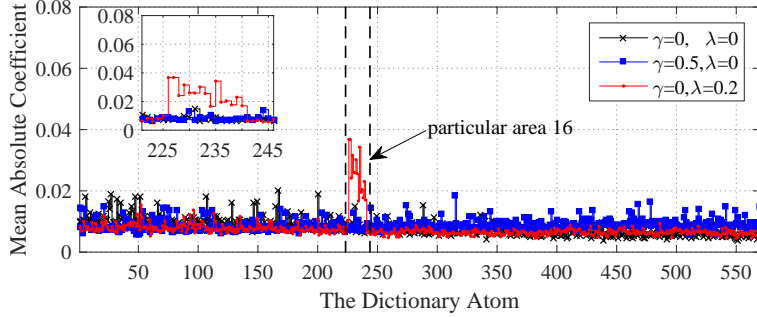 Mean Absolute Coefficient
0.08
0.06
0.04
0.02
0
0.08
0.06
0.04
0.02
0
225 235 245
γ=0, λ=0
γ=0.5,λ=0
γ=0,λ=0.2
particular area 16
50 100 150 200 250 300 350 400 450 500 550
The Dictionary Atom